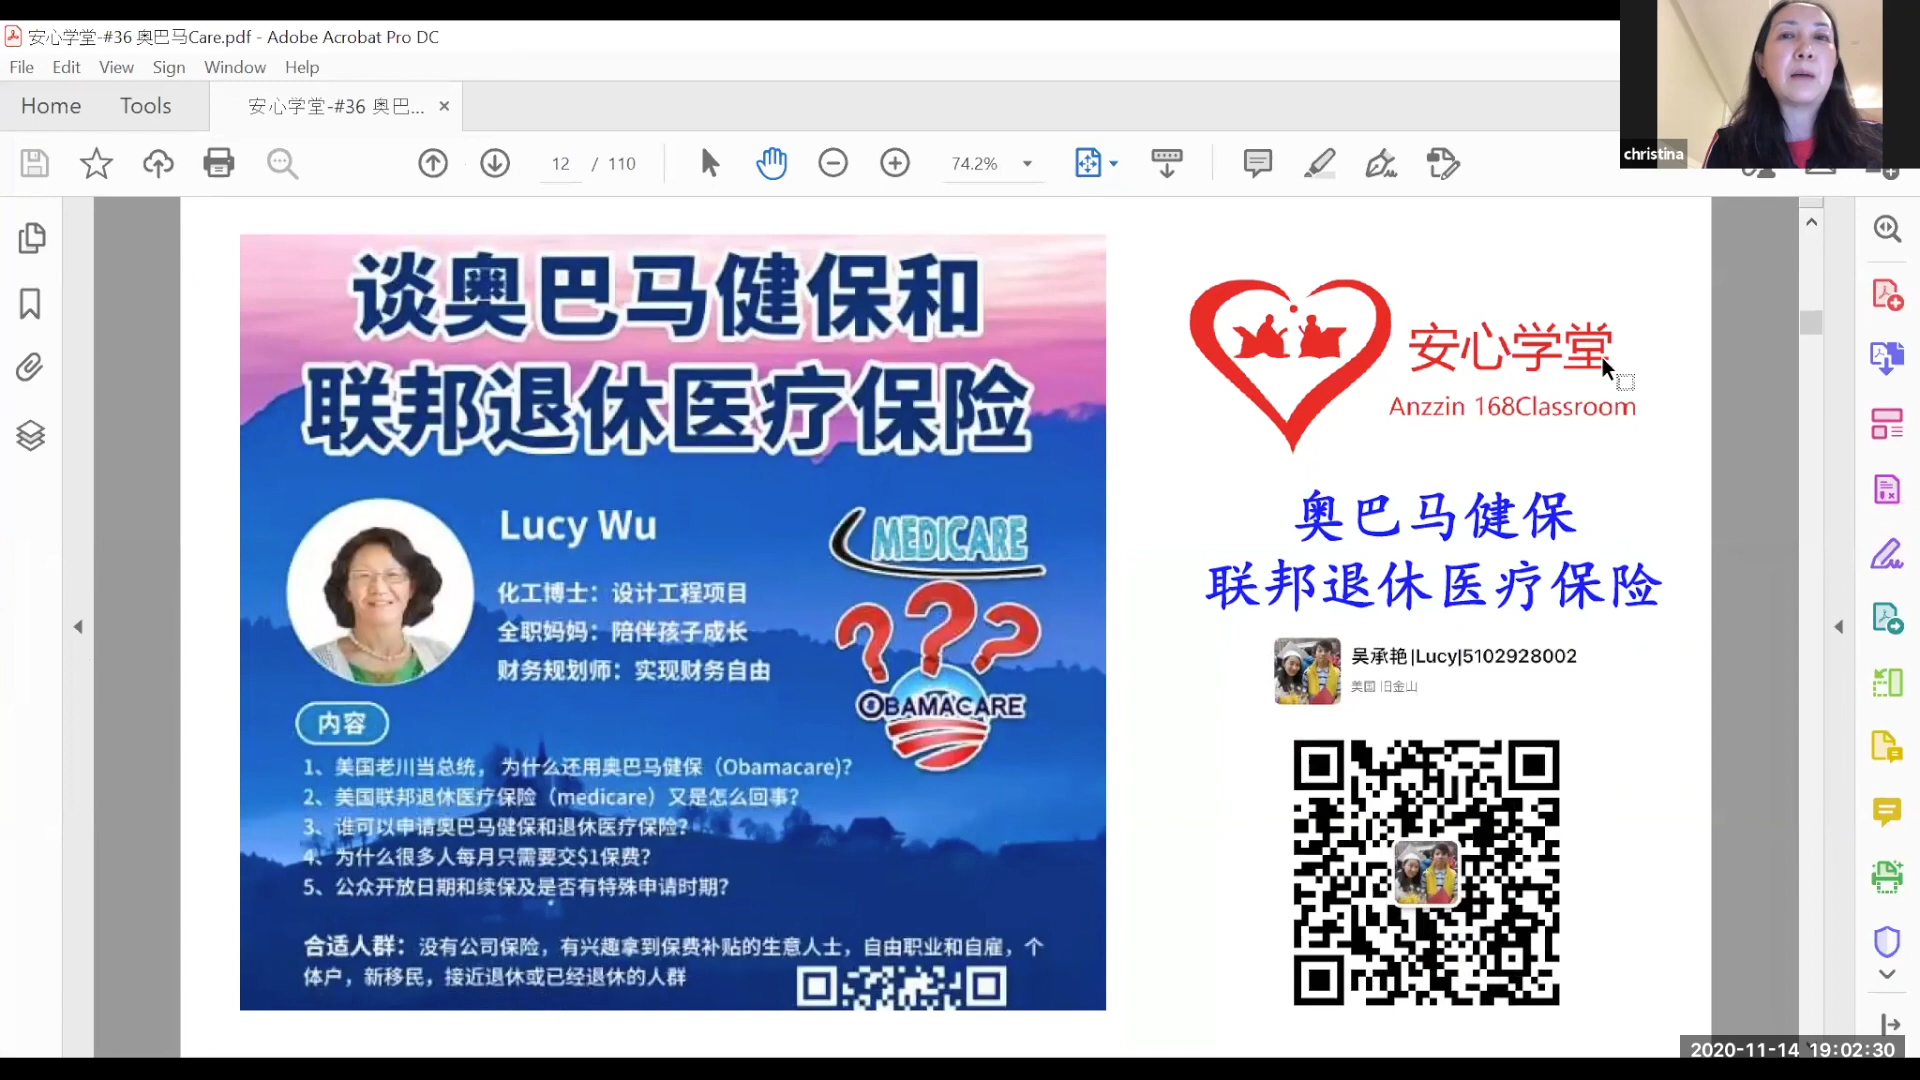 安心学堂-#36 奥巴马Care.pdf - Adobe Acrobat Pro DC
File Edit View Sign Window Help
Home Tools 安心学堂-#36 奥巴... ×
12 / 110 74.2%
christina
谈奥巴马健保和
联邦退休医疗保险
Lucy Wu
化工博士：设计工程项目
全职妈妈：陪伴孩子成长
财务规划师：实现财务自由
MEDICARE
???
OBAMACARE
内容
1、美国老川当总统，为什么还用奥巴马健保（Obamacare)?
2、美国联邦退休医疗保险（medicare）又是怎么回事?
3、谁可以申请奥巴马健保和退休医疗保险?
4、为什么很多人每月只需要交$1保费?
5、公众开放日期和续保及是否有特殊申请时期?
合适人群：没有公司保险，有兴趣拿到保费补贴的生意人士，自由职业和自雇，个
体户，新移民，接近退休或已经退休的人群
安心学堂
Anzzin 168Classroom
奥巴马健保
联邦退休医疗保险
吴承艳|Lucy|5102928002
美国 旧金山
2020-11-14 19:02:30